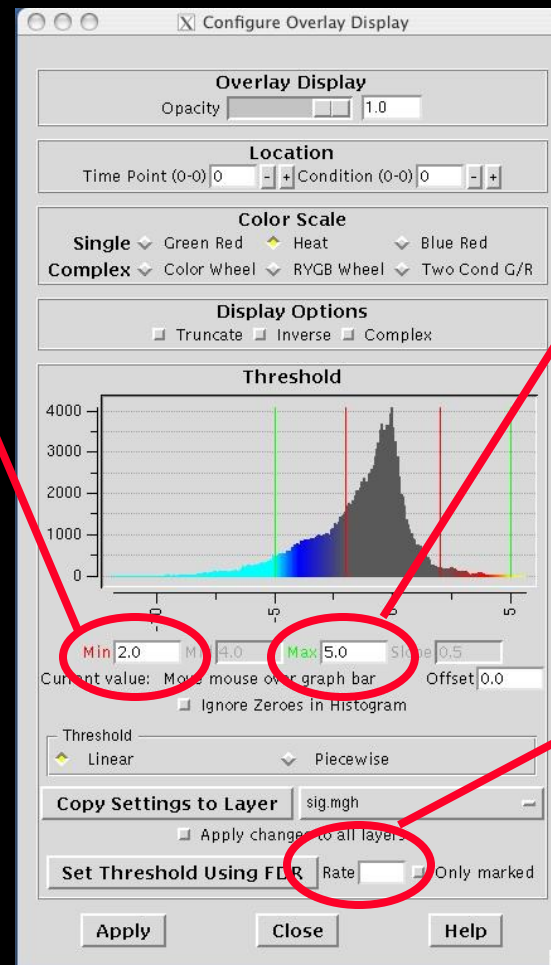 X Configure Overlay Display
Overlay Display
Opacity 1.0
Location
Time Point (0-0) 0 - + Condition (0-0) 0 - +
Color Scale
Single Green Red Heat Blue Red
Complex Color Wheel RYGB Wheel Two Cond G/R
Display Options
Truncate Inverse Complex
Threshold
4000
3000
2000
1000
0
-5 5
Min 2.0 4.0 Max 5.0 0.5
Current value: Move mouse over graph bar Offset 0.0
Ignore Zeroes in Histogram
Threshold
Linear Piecewise
Copy Settings to Layer sig.mgh
Apply changes to all layers
Set Threshold Using FDR Rate Only marked
Apply Close Help